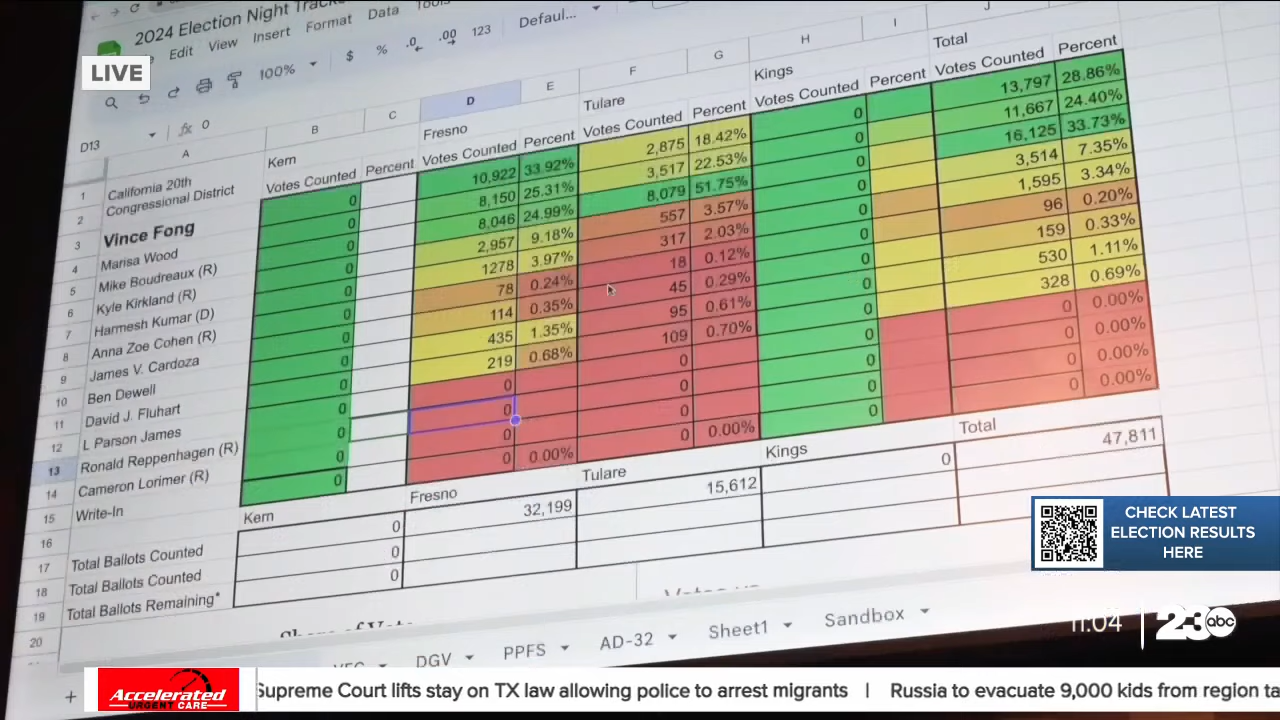 2024 Election Night Track
LIVE
Edit View Insert Format Data Tools
100% $ % .0 .00 123 Defaul...
D13 fx 0
A B C D E F G H I J
Kern Fresno Tulare Kings Total
California 20th
Congressional District
Votes Counted Percent Votes Counted Percent Votes Counted Percent Votes Counted Percent Votes Counted Percent
Vince Fong 0 10,922 33.92% 2,875 18.42% 0 13,797 28.86%
Marisa Wood 0 8,150 25.31% 3,517 22.53% 0 11,667 24.40%
Mike Boudreaux (R) 0 8,046 24.99% 8,079 51.75% 0 16,125 33.73%
Kyle Kirkland (R) 0 2,957 9.18% 557 3.57% 0 3,514 7.35%
Harmesh Kumar (D) 0 1278 3.97% 317 2.03% 0 1,595 3.34%
Anna Zoe Cohen (R) 0 78 0.24% 18 0.12% 0 96 0.20%
James V. Cardoza 0 114 0.35% 45 0.29% 0 159 0.33%
Ben Dewell 0 435 1.35% 95 0.61% 0 530 1.11%
David J. Fluhart 0 219 0.68% 109 0.70% 0 328 0.69%
L Parson James 0 0 0 0 0 0.00%
Ronald Reppenhagen (R) 0 0 0 0 0 0.00%
Cameron Lorimer (R) 0 0 0 0 0 0.00%
Write-In 0 0 0.00% 0 0.00% 0 0 0.00%
1
2
3
4
5
6
7
8
9
10
11
12
13
14
15
16
17
18
19
20
Kern Fresno Tulare Kings Total
Total Ballots Counted 0 32,199 15,612 0 47,811
Total Ballots Counted 0
Total Ballots Remaining* 0
DGV PPFS AD-32 Sheet1 Sandbox
CHECK LATEST
ELECTION RESULTS
HERE
11:04 23 abc
Accelerated
URGENT CARE
Supreme Court lifts stay on TX law allowing police to arrest migrants | Russia to evacuate 9,000 kids from region